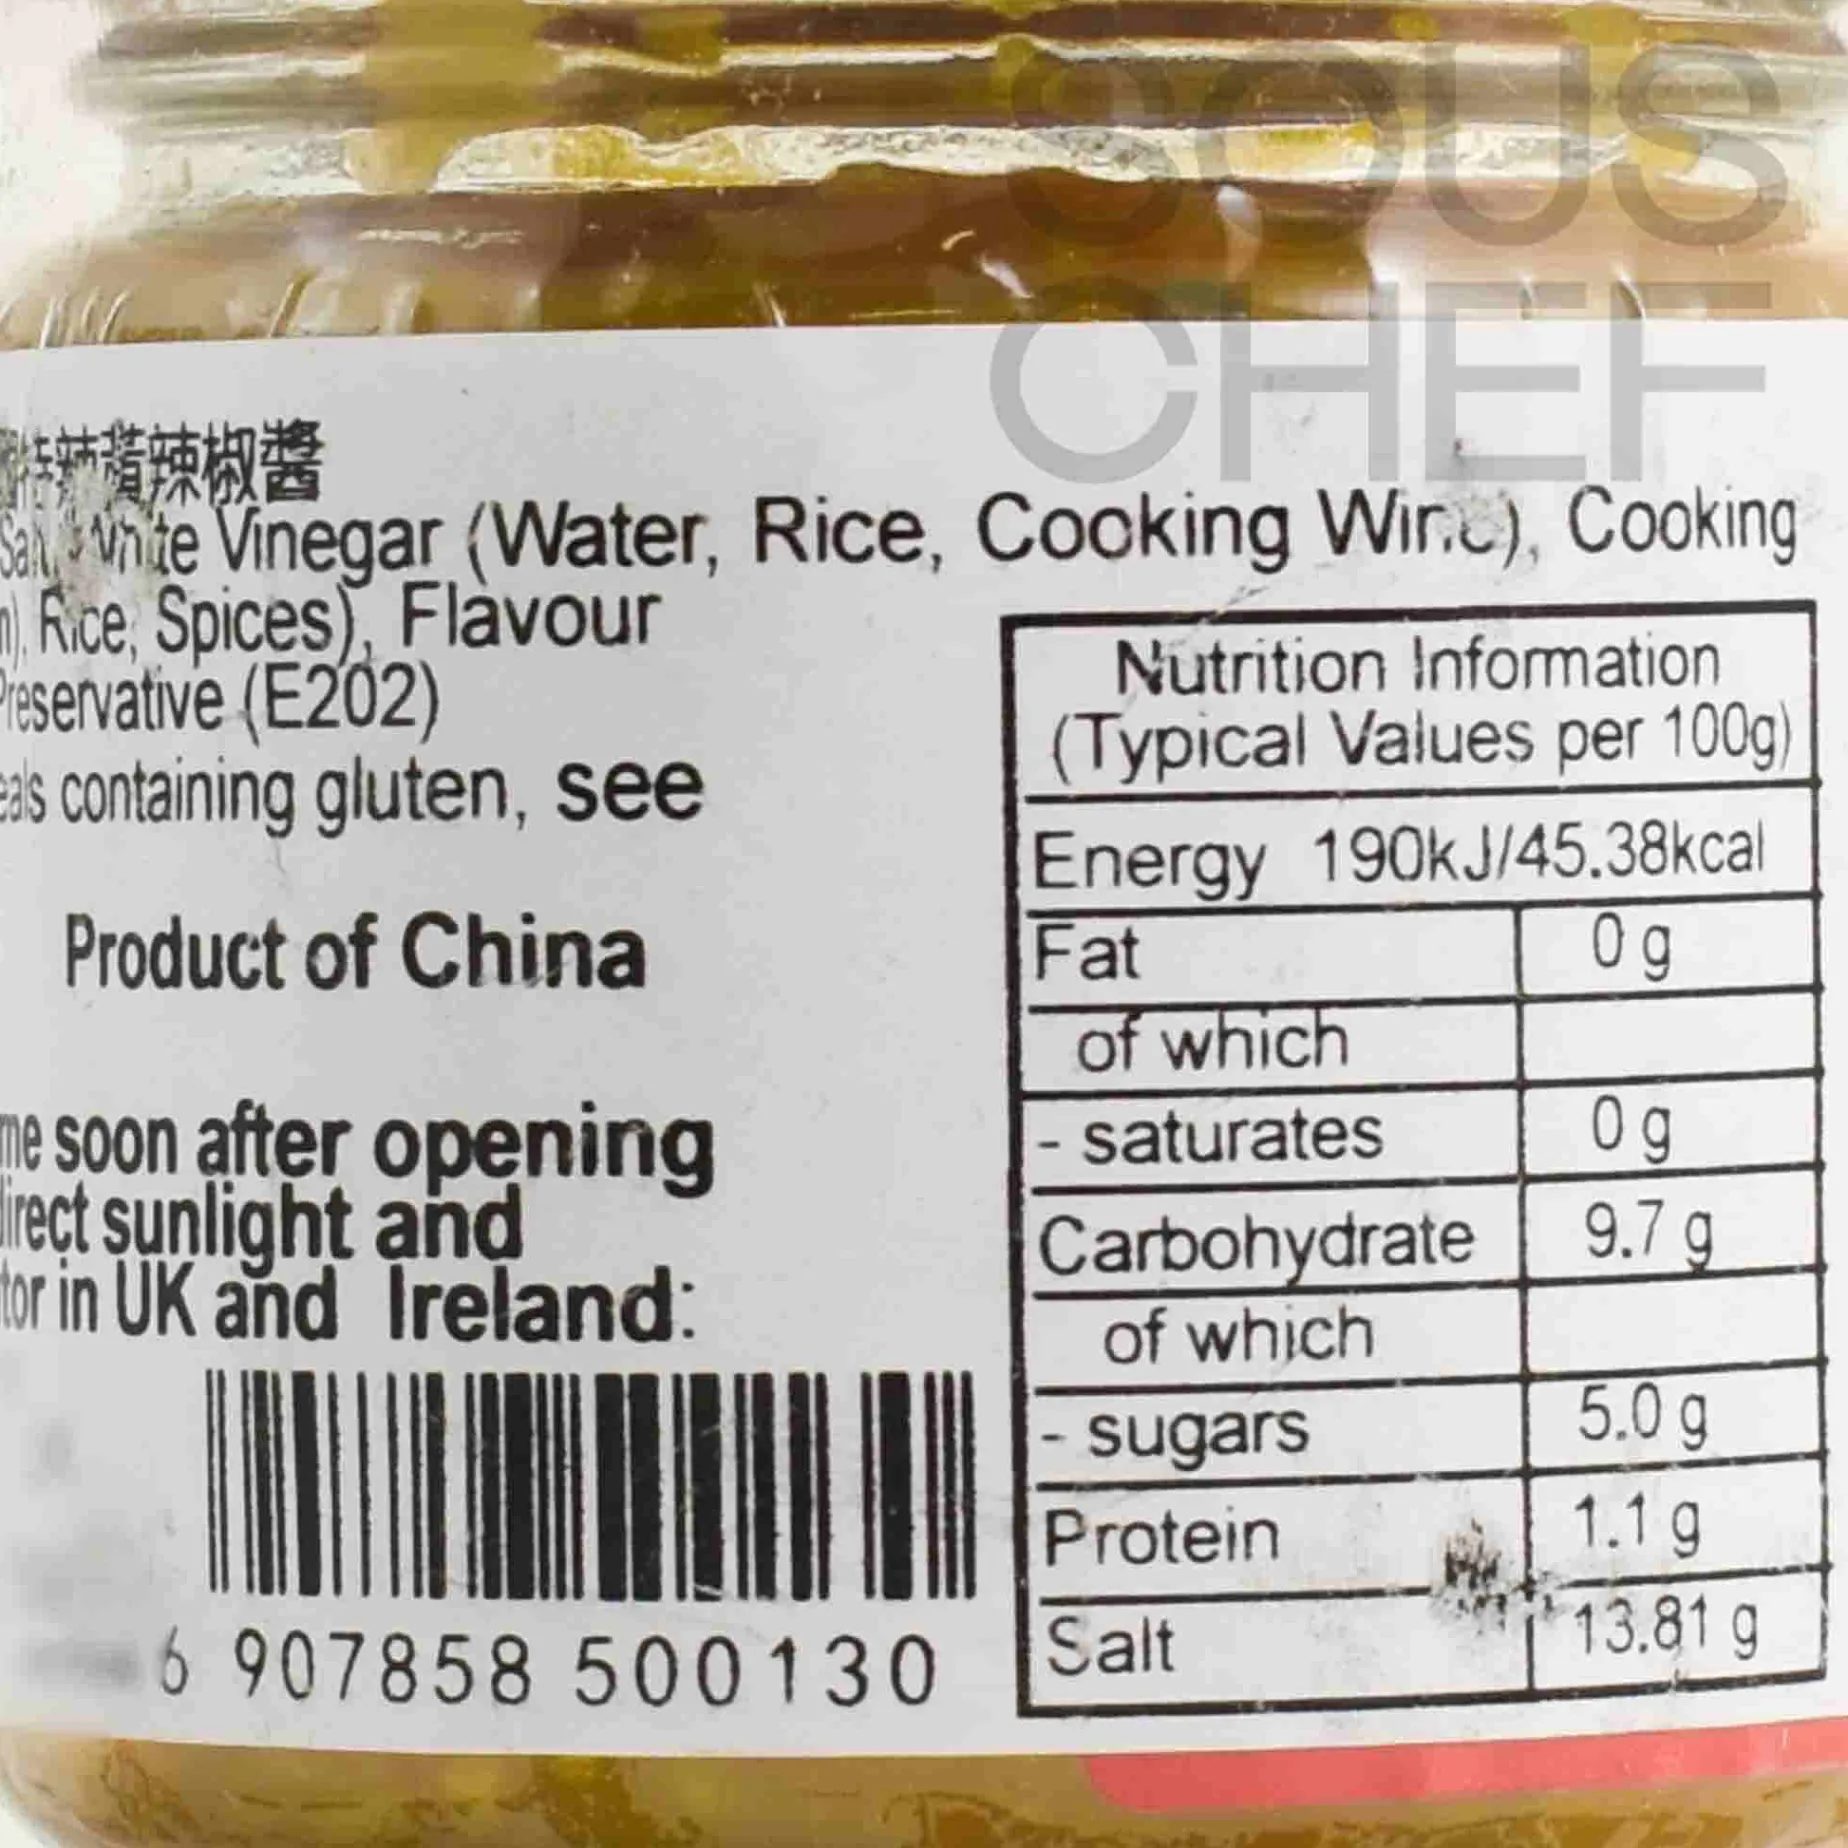 SOUS
CHEF
辣椒醬
Vinegar (Water, Rice, Cooking Wine), Cooking
Rice, Spices), Flavour
Preservative (E202)
containing gluten, see
Product of China
soon after opening
direct sunlight and
in UK and Ireland:
6 907858 500130
Nutrition Information
(Typical Values per 100g)
Energy 190kJ/45.38kcal
Fat 0 g
of which
- saturates 0 g
Carbohydrate 9.7 g
of which
- sugars 5.0 g
Protein 1.1 g
Salt 13.81 g